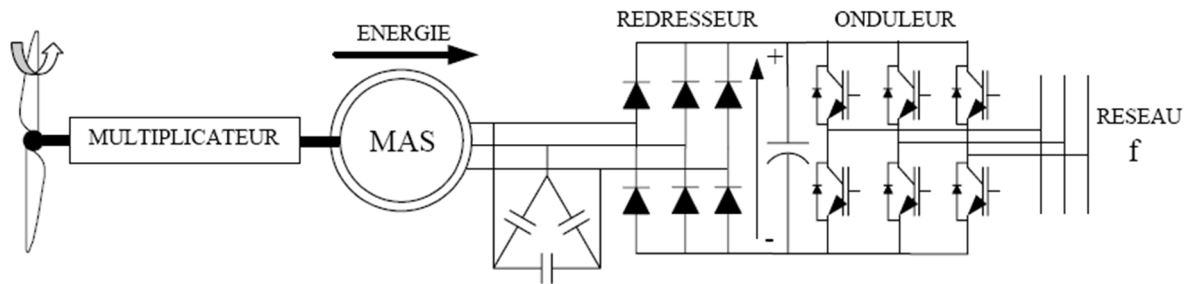 REDRESSEUR
ONDULEUR
ENERGIE
MULTIPLICATEUR
MAS
+
-
RESEAU
f